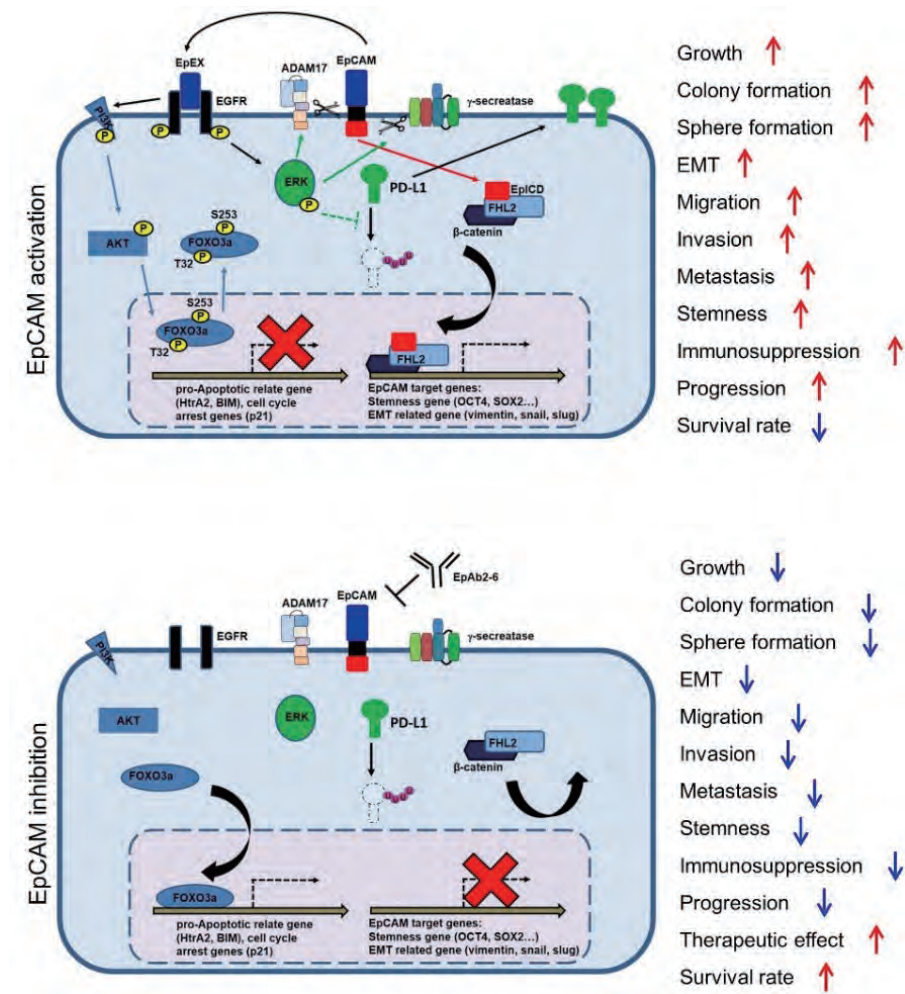 EpCAM activation
EpEX
EGFR
ADAM17
EpCAM
γ-secreatase
PI3K
P
P
P
ERK
P
PD-L1
EpICD
FHL2
β-catenin
AKT
P
S253
P
FOXO3a
T32
P
U
U
U
S253
P
FOXO3a
T32
P
FHL2
pro-Apoptotic relate gene
(HtrA2, BIM), cell cycle
arrest genes (p21)
EpCAM target genes:
Stemness gene (OCT4, SOX2...)
EMT related gene (vimentin, snail, slug)
Growth ↑
Colony formation ↑
Sphere formation ↑
EMT ↑
Migration ↑
Invasion ↑
Metastasis ↑
Stemness ↑
Immunosuppression ↑
Progression ↑
Survival rate ↓
EpCAM inhibition
EpAb2-6
PI3K
EGFR
ADAM17
EpCAM
γ-secreatase
AKT
ERK
PD-L1
FHL2
β-catenin
FOXO3a
U
U
U
FOXO3a
pro-Apoptotic relate gene
(HtrA2, BIM), cell cycle
arrest genes (p21)
EpCAM target genes:
Stemness gene (OCT4, SOX2...)
EMT related gene (vimentin, snail, slug)
Growth ↓
Colony formation ↓
Sphere formation ↓
EMT ↓
Migration ↓
Invasion ↓
Metastasis ↓
Stemness ↓
Immunosuppression ↓
Progression ↓
Therapeutic effect ↑
Survival rate ↑